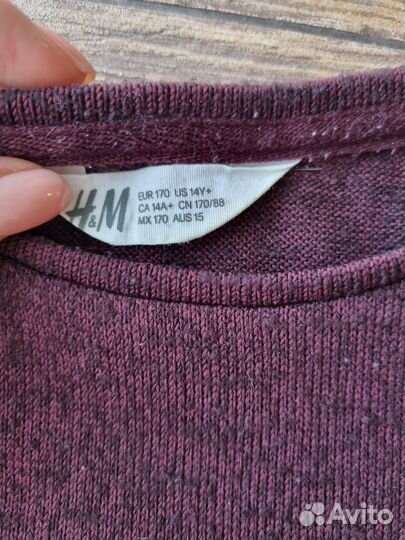 H&M
EUR 170 US 14Y+
CA 14A+ CN 170/88
MX 170 AUS 15
Avito